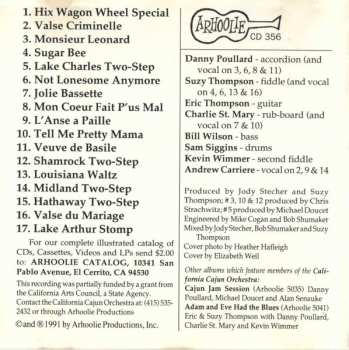 1. Hix Wagon Wheel Special
2. Valse Criminelle
3. Monsieur Leonard
4. Sugar Bee
5. Lake Charles Two-Step
6. Not Lonesome Anymore
7. Jolie Bassette
8. Mon Coeur Fait P'us Mal
9. L'Anse a Paille
10. Tell Me Pretty Mama
11. Veuve de Basile
12. Shamrock Two-Step
13. Louisiana Waltz
14. Midland Two-Step
15. Hathaway Two-Step
16. Valse du Mariage
17. Lake Arthur Stomp
For our complete illustrated catalog of
CDs, Cassettes, Videos and LPs send $2.00
to: ARHOOLIE CATALOG, 10341 San
Pablo Avenue, El Cerrito, CA 94530
This recording was partially funded by a grant from the
California Arts Council, a State Agency.
Contact the California Cajun Orchestra at: (415) 535-
2432 or through Arhoolie Productions
©and℗1991 by Arhoolie Productions, Inc.
ARHOOLIE
CD 356
Danny Poullard - accordion (and
vocal on 3, 6, 8 & 11)
Suzy Thompson - fiddle (and vocal
on 4, 6, 13 & 16)
Eric Thompson - guitar
Charlie St. Mary - rub-board (and
vocal on 7 & 10)
Bill Wilson - bass
Sam Siggins - drums
Kevin Wimmer - second fiddle
Andrew Carriere - vocal on 2, 9 & 14
Produced by Jody Stecher and Suzy
Thompson; # 3, 10 & 12 produced by Chris
Strachwitz; # 5 produced by Michael Doucet
Engineered by Mike Cogan and Bob Shumaker
Mixed by Jody Stecher, Bob Shumaker and Suzy
Thompson
Cover photo by Heather Hafleigh
Cover by Elizabeth Weil
Other albums which feature members of the Cali-
fornia Cajun Orchestra:
Cajun Jam Session (Arhoolie 5035) Danny
Poullard, Michael Doucet and Alan Senauke
Adam and Eve Had the Blues (Arhoolie 5041)
Eric & Suzy Thompson with Danny Poullard,
Charlie St. Mary and Kevin Wimmer